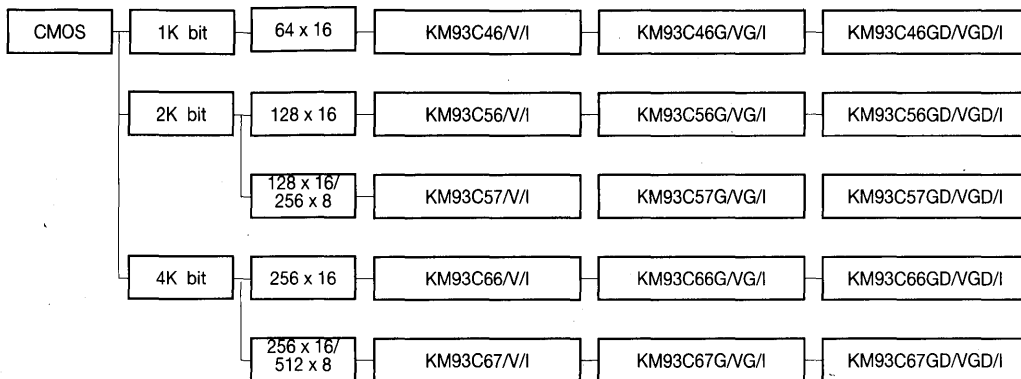 CMOS
1K bit
64 x 16
KM93C46/V/I
KM93C46G/VG/I
KM93C46GD/VGD/I
2K bit
128 x 16
KM93C56/V/I
KM93C56G/VG/I
KM93C56GD/VGD/I
128 x 16/
256 x 8
KM93C57/V/I
KM93C57G/VG/I
KM93C57GD/VGD/I
4K bit
256 x 16
KM93C66/V/I
KM93C66G/VG/I
KM93C66GD/VGD/I
256 x 16/
512 x 8
KM93C67/V/I
KM93C67G/VG/I
KM93C67GD/VGD/I